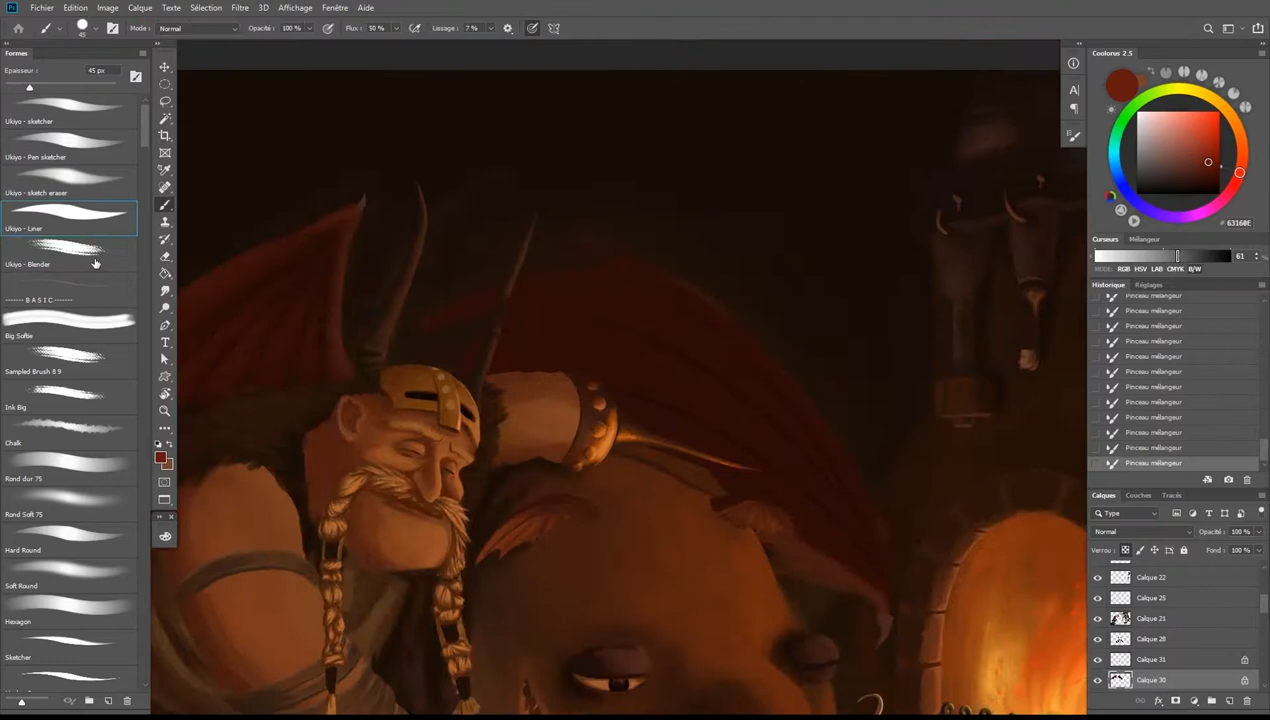 Fichier Edition Image Calque Texte Sélection Filtre 3D Affichage Fenêtre Aide
45 Mode : Normal Opacité : 100 % Flux : 50 % Lissage : 7 %
Formes
Epaisseur : 45 px
Ukiyo - sketcher
Ukiyo - Pen sketcher
Ukiyo - sketch eraser
Ukiyo - Liner
Ukiyo - Blender
------- B A S I C -------
Big Softie
Sampled Brush 8 9
Ink Big
Chalk
Rond dur 75
Rond Soft 75
Hard Round
Soft Round
Hexagon
Sketcher
Coolorus 2.5
63160E
Curseurs Mélangeur
61
MODE: RGB HSV LAB CMYK B/W
Historique Réglages
Pinceau mélangeur
Pinceau mélangeur
Pinceau mélangeur
Pinceau mélangeur
Pinceau mélangeur
Pinceau mélangeur
Pinceau mélangeur
Pinceau mélangeur
Pinceau mélangeur
Pinceau mélangeur
Pinceau mélangeur
Pinceau mélangeur
Calques Couches Tracés
Type
Normal Opacité : 100 %
Verrou : Fond : 100 %
Calque 22
Calque 25
Calque 21
Calque 28
Calque 31
Calque 30